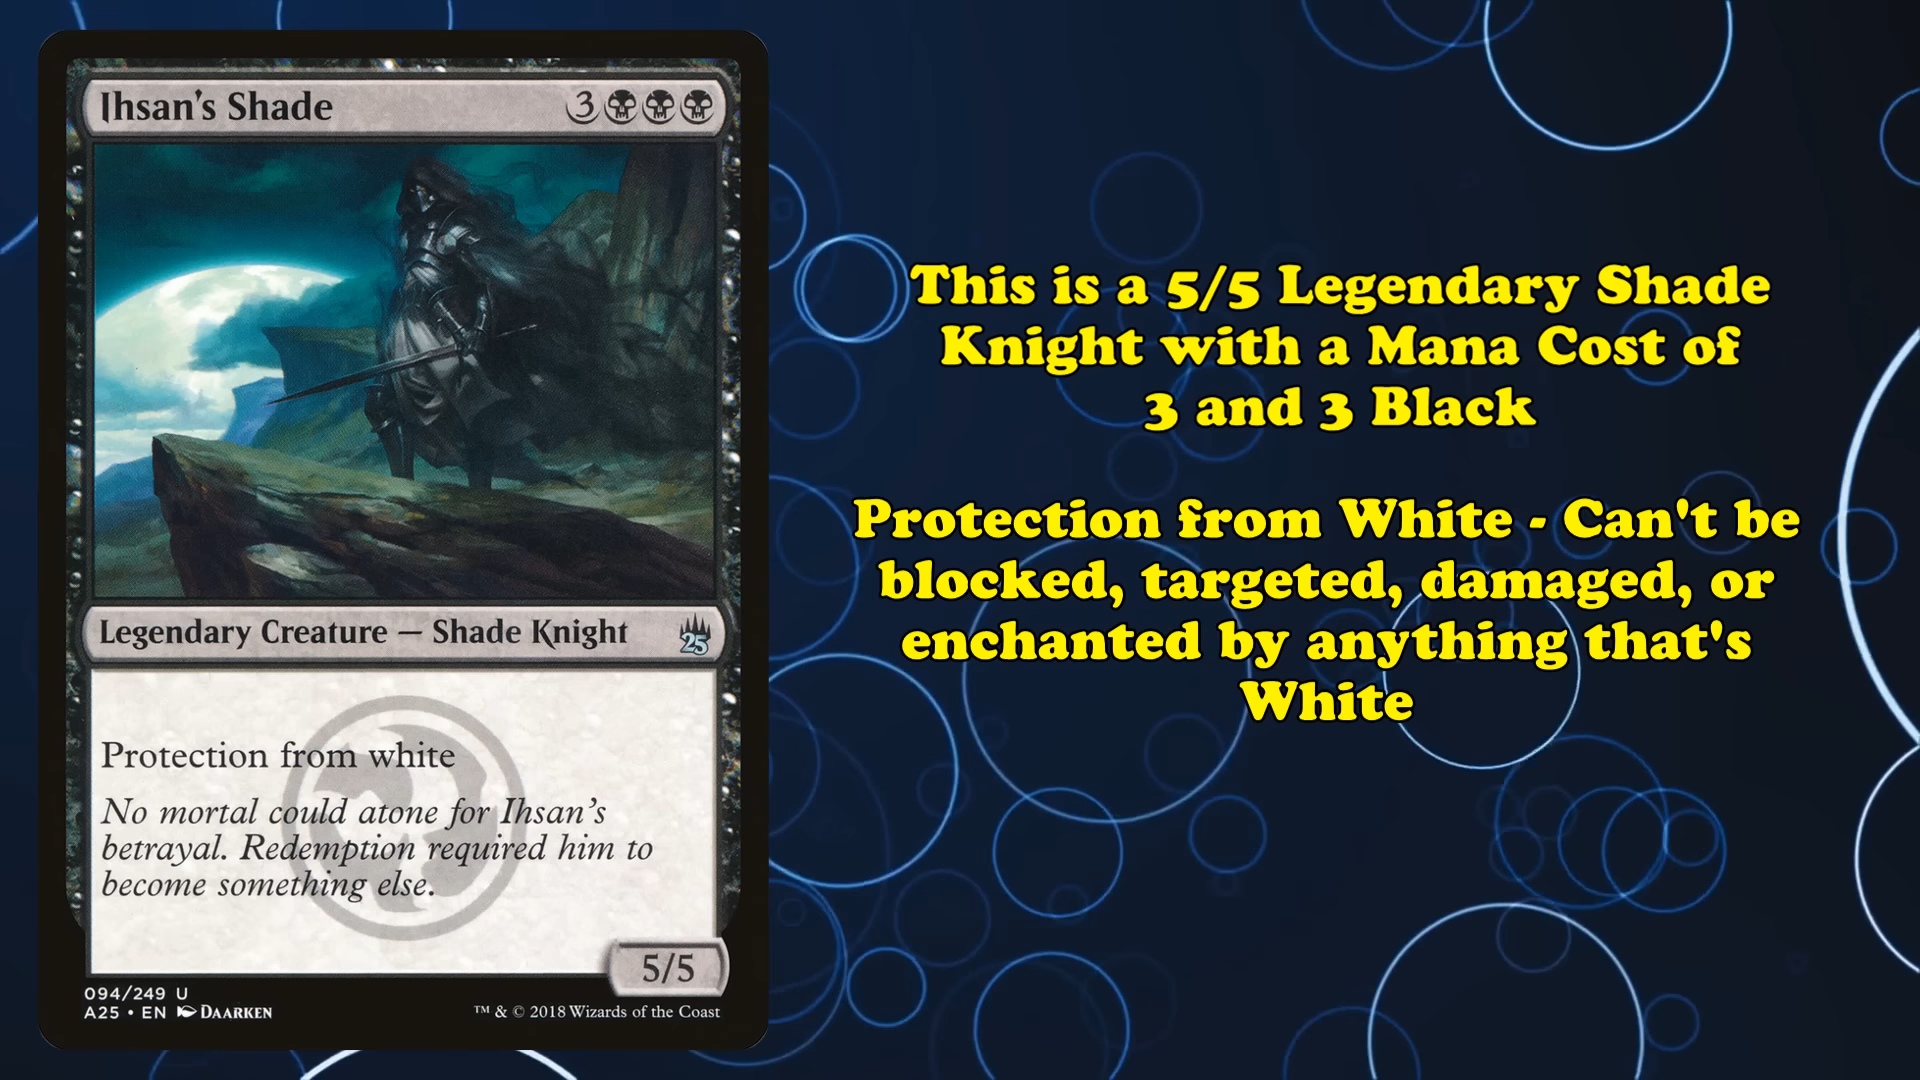 Ihsan's Shade
3
Legendary Creature — Shade Knight
25
Protection from white
No mortal could atone for Ihsan's
betrayal. Redemption required him to
become something else.
5/5
094/249 U
A25 • EN DAARKEN
™ & © 2018 Wizards of the Coast
This is a 5/5 Legendary Shade
Knight with a Mana Cost of
3 and 3 Black
Protection from White - Can't be
blocked, targeted, damaged, or
enchanted by anything that's
White